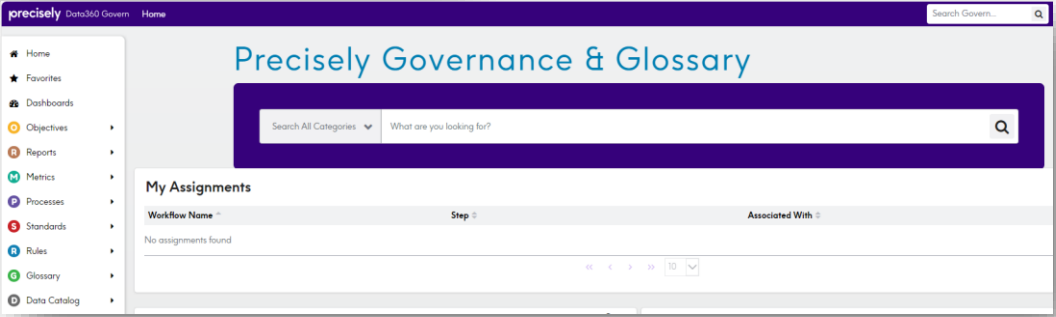 precisely Data360 Govern Home Search Govern...
Home
Favorites
Dashboards
O Objectives
R Reports
M Metrics
P Processes
S Standards
R Rules
G Glossary
D Data Catalog
Precisely Governance & Glossary
Search All Categories What are you looking for?
My Assignments
Workflow Name Step Associated With
No assignments found
« ‹ › » 10